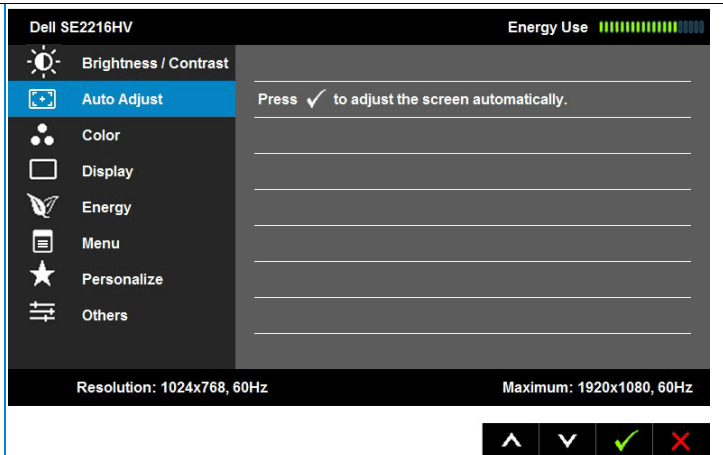 Dell SE2216HV Energy Use
Brightness / Contrast
Auto Adjust Press ✓ to adjust the screen automatically.
Color
Display
Energy
Menu
Personalize
Others
Resolution: 1024x768, 60Hz Maximum: 1920x1080, 60Hz